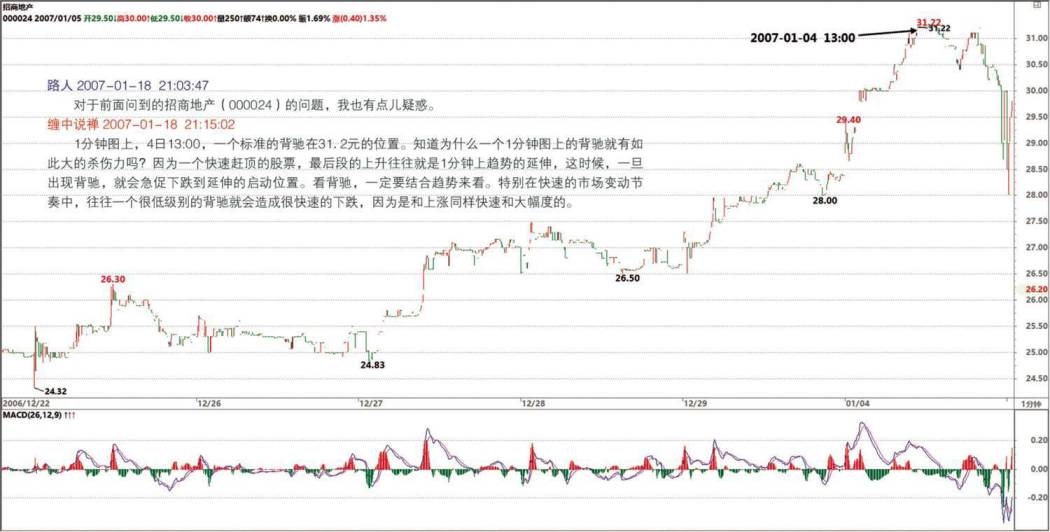 招商地产
000024 2007/01/05 开29.50↓高30.00↑低29.50↓收30.00↑量250↑额74↑换0.00% 振1.69% 涨(0.40)1.35%
31.22
31.22
2007-01-04 13:00
31.00
30.50
路人 2007-01-18 21:03:47
30.00
对于前面问到的招商地产（000024）的问题，我也有点儿疑惑。
缠中说禅 2007-01-18 21:15:02
29.40
29.50
1分钟图上，4日13:00，一个标准的背驰在31.2元的位置。知道为什么一个1分钟图上的背驰就有如
29.00
此大的杀伤力吗？因为一个快速赶顶的股票，最后段的上升往往就是1分钟上趋势的延伸，这时候，一旦
28.50
出现背驰，就会急促下跌到延伸的启动位置。看背驰，一定要结合趋势来看。特别在快速的市场变动节
28.00
28.00
奏中，往往一个很低级别的背驰就会造成很快速的下跌，因为是和上涨同样快速和大幅度的。
27.50
27.00
26.50
26.50
26.30
26.20
26.00
25.50
25.00
24.83
24.50
24.32
2006/12/22 12/26 12/27 12/28 12/29 01/04 1分钟
MACD(26,12,9) ↑↑↑
0.20
0.00
-0.20